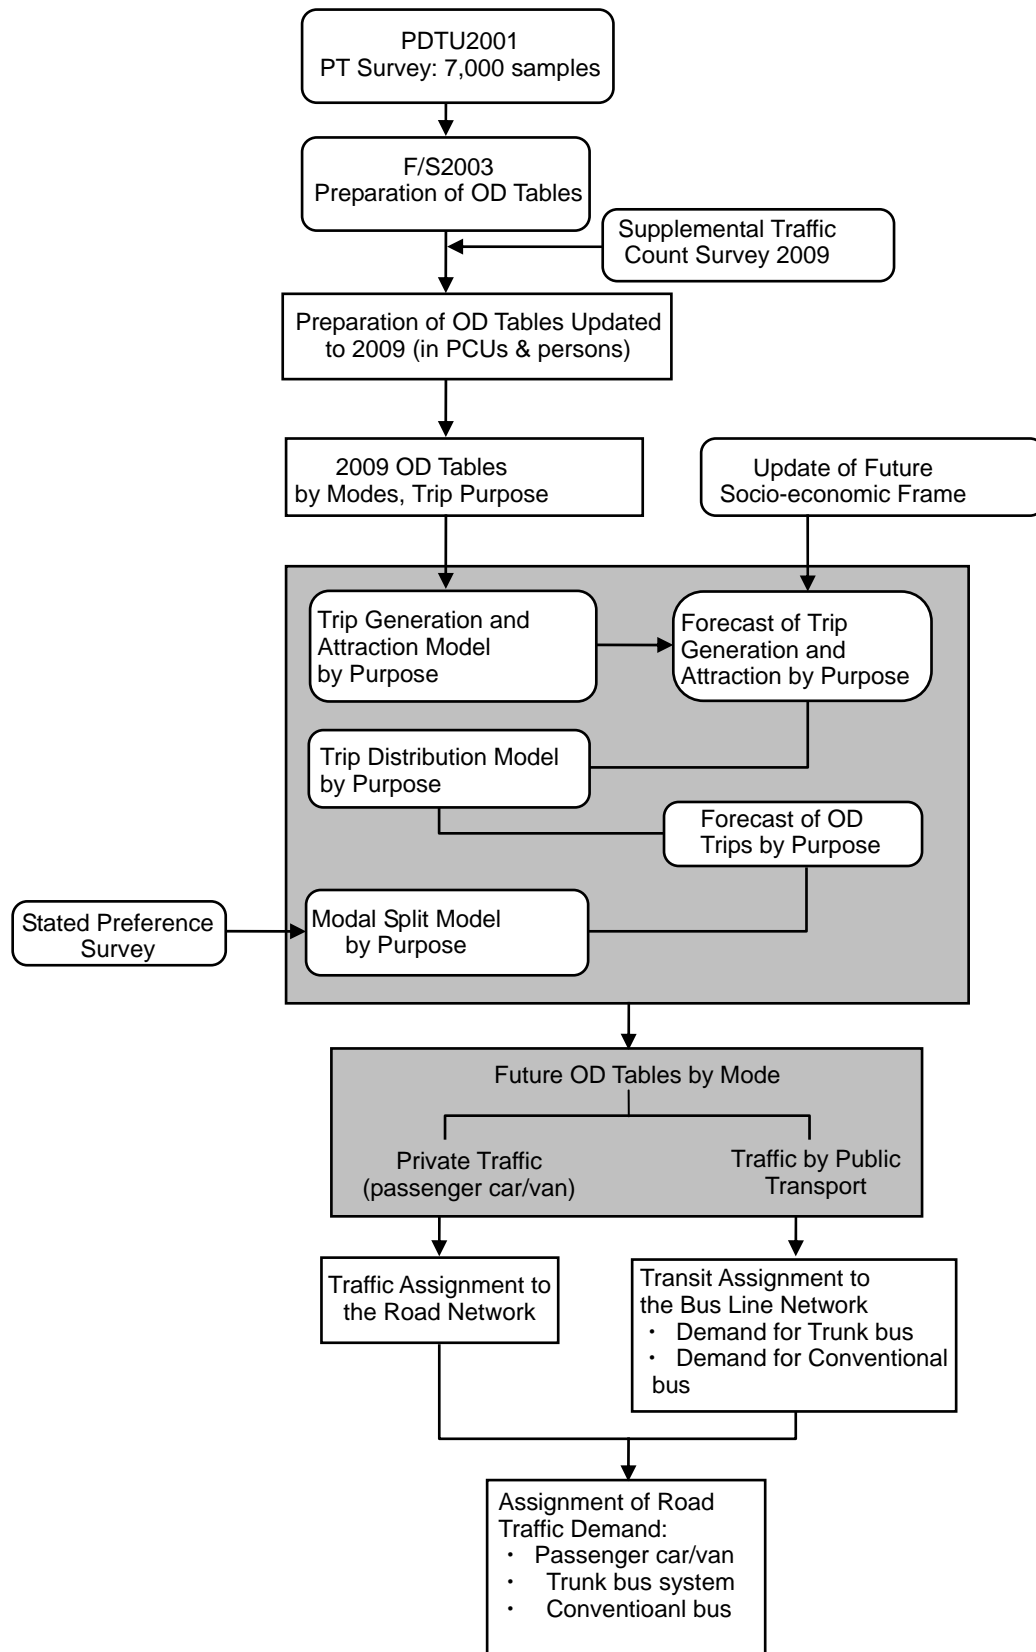 PDTU2001
PT Survey: 7,000 samples
F/S2003
Preparation of OD Tables
Supplemental Traffic
Count Survey 2009
Preparation of OD Tables Updated
to 2009 (in PCUs & persons)
2009 OD Tables
by Modes, Trip Purpose
Update of Future
Socio-economic Frame
Trip Generation and
Attraction Model
by Purpose
Forecast of Trip
Generation and
Attraction by Purpose
Trip Distribution Model
by Purpose
Forecast of OD
Trips by Purpose
Stated Preference
Survey
Modal Split Model
by Purpose
Future OD Tables by Mode
Private Traffic
(passenger car/van)
Traffic by Public
Transport
Traffic Assignment to
the Road Network
Transit Assignment to
the Bus Line Network
・ Demand for Trunk bus
・ Demand for Conventional
bus
Assignment of Road
Traffic Demand:
・ Passenger car/van
・ Trunk bus system
・ Conventioanl bus